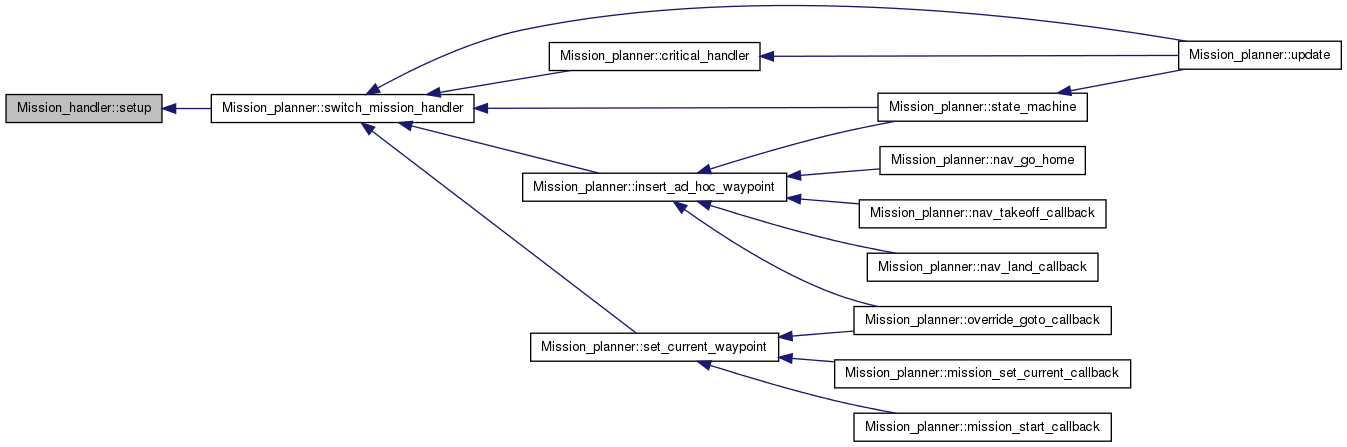 Mission_handler::setup
Mission_planner::switch_mission_handler
Mission_planner::critical_handler
Mission_planner::update
Mission_planner::state_machine
Mission_planner::insert_ad_hoc_waypoint
Mission_planner::nav_go_home
Mission_planner::nav_takeoff_callback
Mission_planner::nav_land_callback
Mission_planner::override_goto_callback
Mission_planner::set_current_waypoint
Mission_planner::mission_set_current_callback
Mission_planner::mission_start_callback